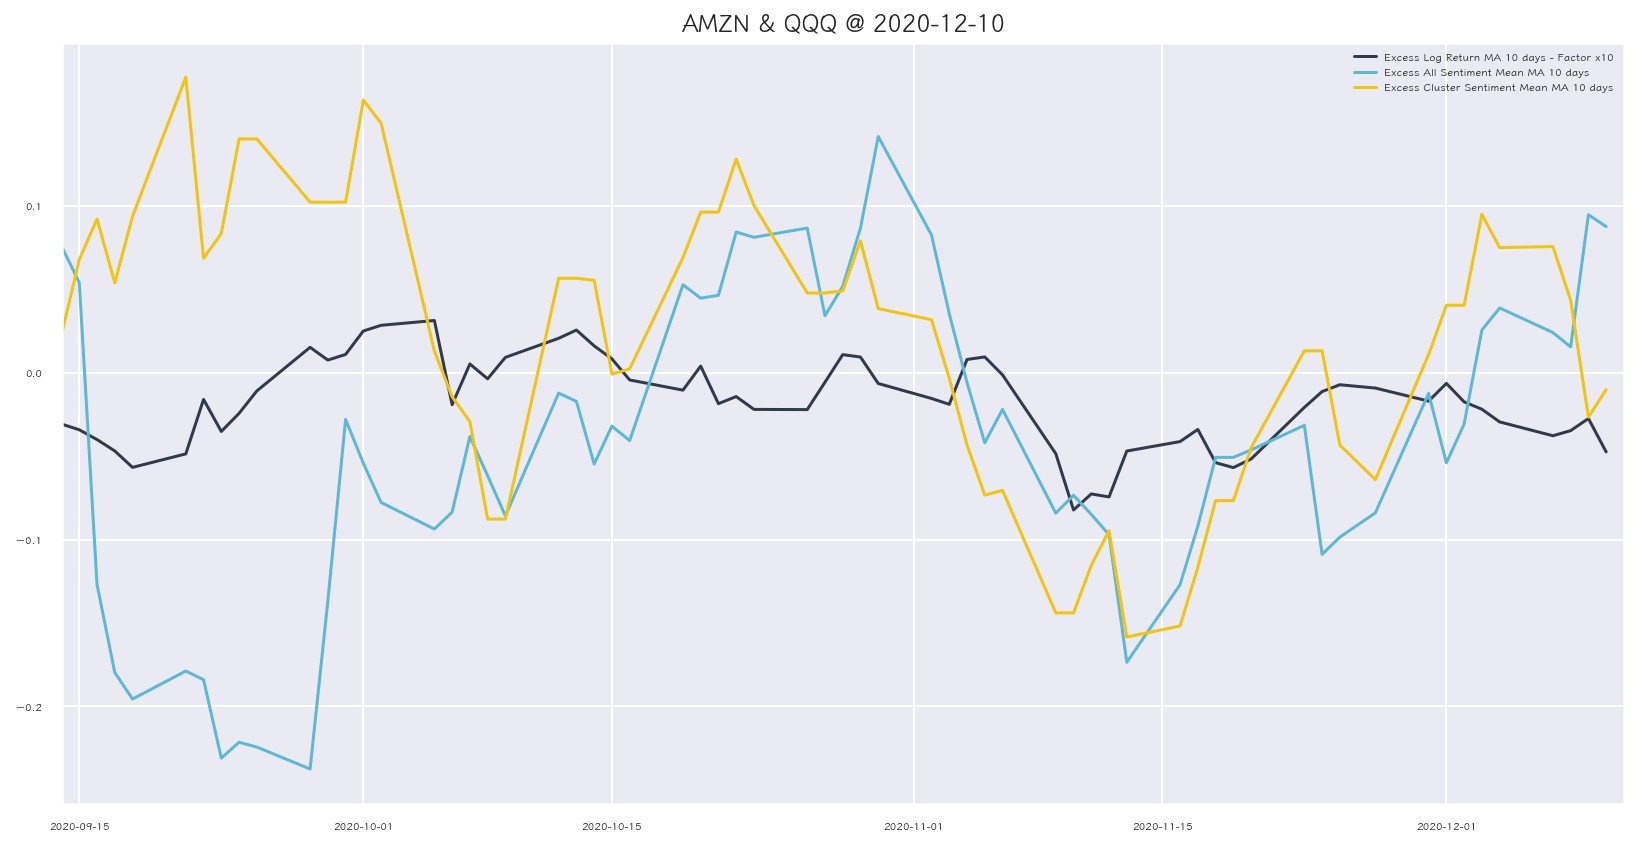 AMZN & QQQ @ 2020-12-10
Excess Log Return MA 10 days - Factor x10
Excess All Sentiment Mean MA 10 days
Excess Cluster Sentiment Mean MA 10 days
0.1
0.0
−0.1
−0.2
2020-09-15 2020-10-01 2020-10-15 2020-11-01 2020-11-15 2020-12-01